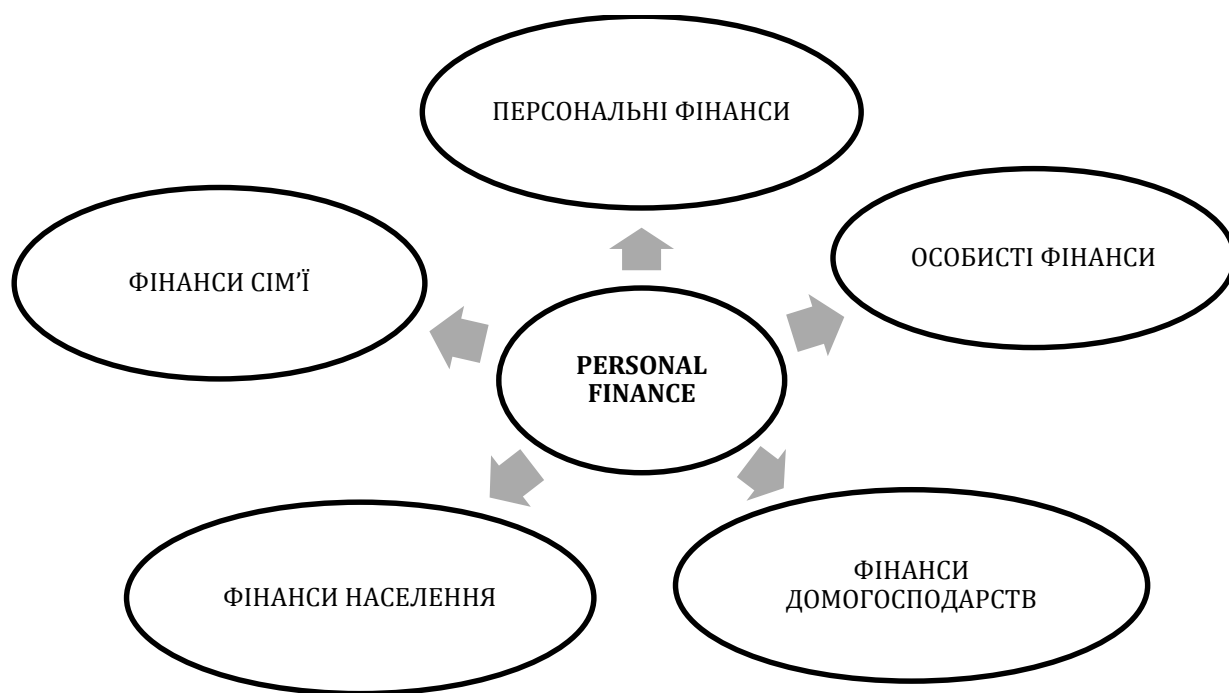 ПЕРСОНАЛЬНІ ФІНАНСИ
ОСОБИСТІ ФІНАНСИ
ФІНАНСИ СІМ’Ї
PERSONAL
FINANCE
ФІНАНСИ
ДОМОГОСПОДАРСТВ
ФІНАНСИ НАСЕЛЕННЯ